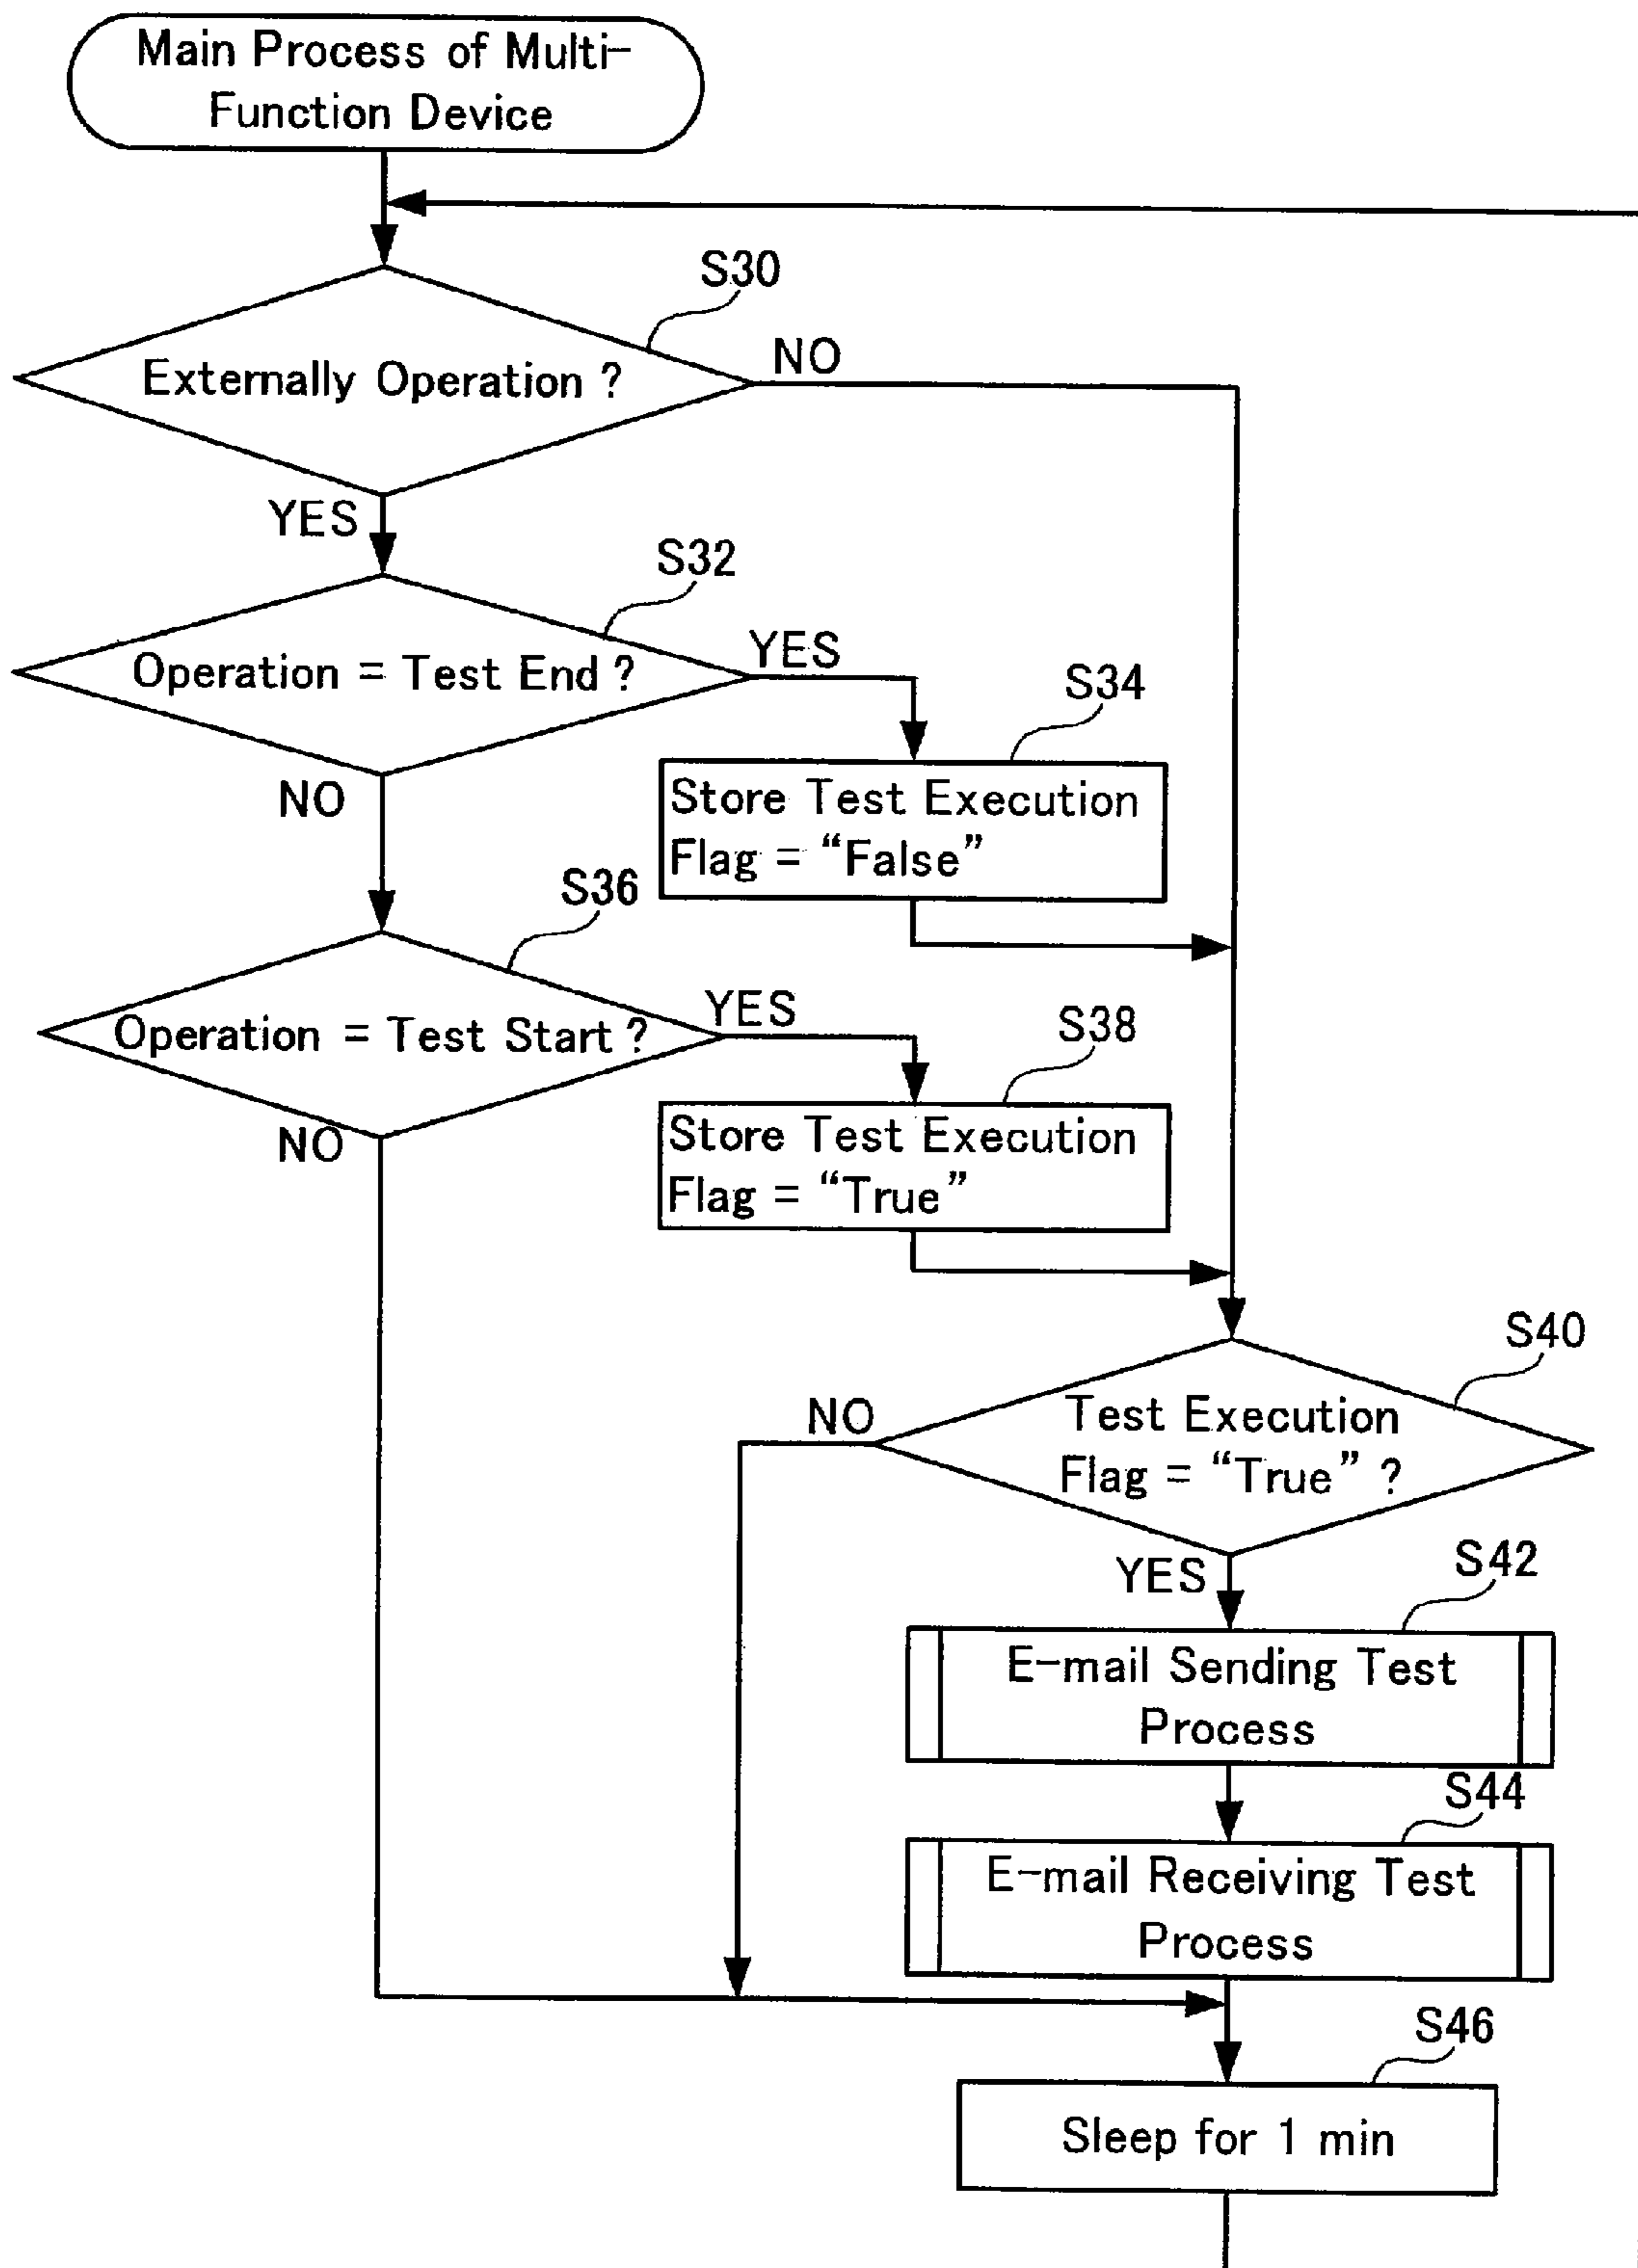 Main Process of Multi-
Function Device
S30
Externally Operation ?
NO
YES
S32
Operation = Test End ?
YES
NO
S34
Store Test Execution
Flag = “False”
S36
Operation = Test Start ?
YES
NO
S38
Store Test Execution
Flag = “True”
S40
Test Execution
Flag = “True” ?
NO
YES
S42
E-mail Sending Test
Process
S44
E-mail Receiving Test
Process
S46
Sleep for 1 min